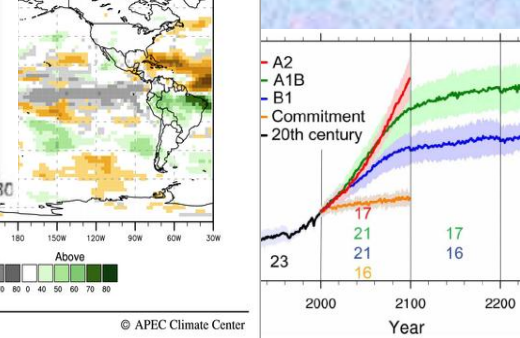 30
180 150W 120W 90W 60W 30W
Above
80 0 40 50 60 70 80
© APEC Climate Center
A2
A1B
B1
Commitment
20th century
17
21 17
21 16
23
16
2000 2100 2200
Year